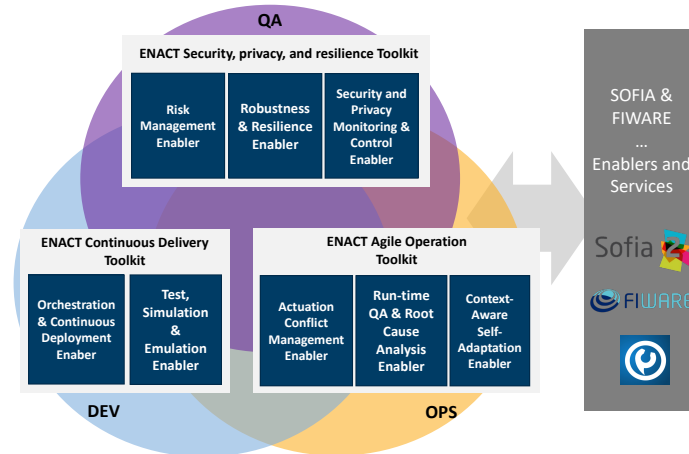 QA
ENACT Security, privacy, and resilience Toolkit
Risk
Management
Enabler
Robustness
& Resilience
Enabler
Security and
Privacy
Monitoring &
Control
Enabler
ENACT Continuous Delivery
Toolkit
Orchestration
& Continuous
Deployment
Enaber
Test,
Simulation
&
Emulation
Enabler
ENACT Agile Operation
Toolkit
Actuation
Conflict
Management
Enabler
Run-time
QA & Root
Cause
Analysis
Enabler
Context-
Aware
Self-
Adaptation
Enabler
DEV
OPS
SOFIA &
FIWARE
...
Enablers and
Services
Sofia 2
FIWARE